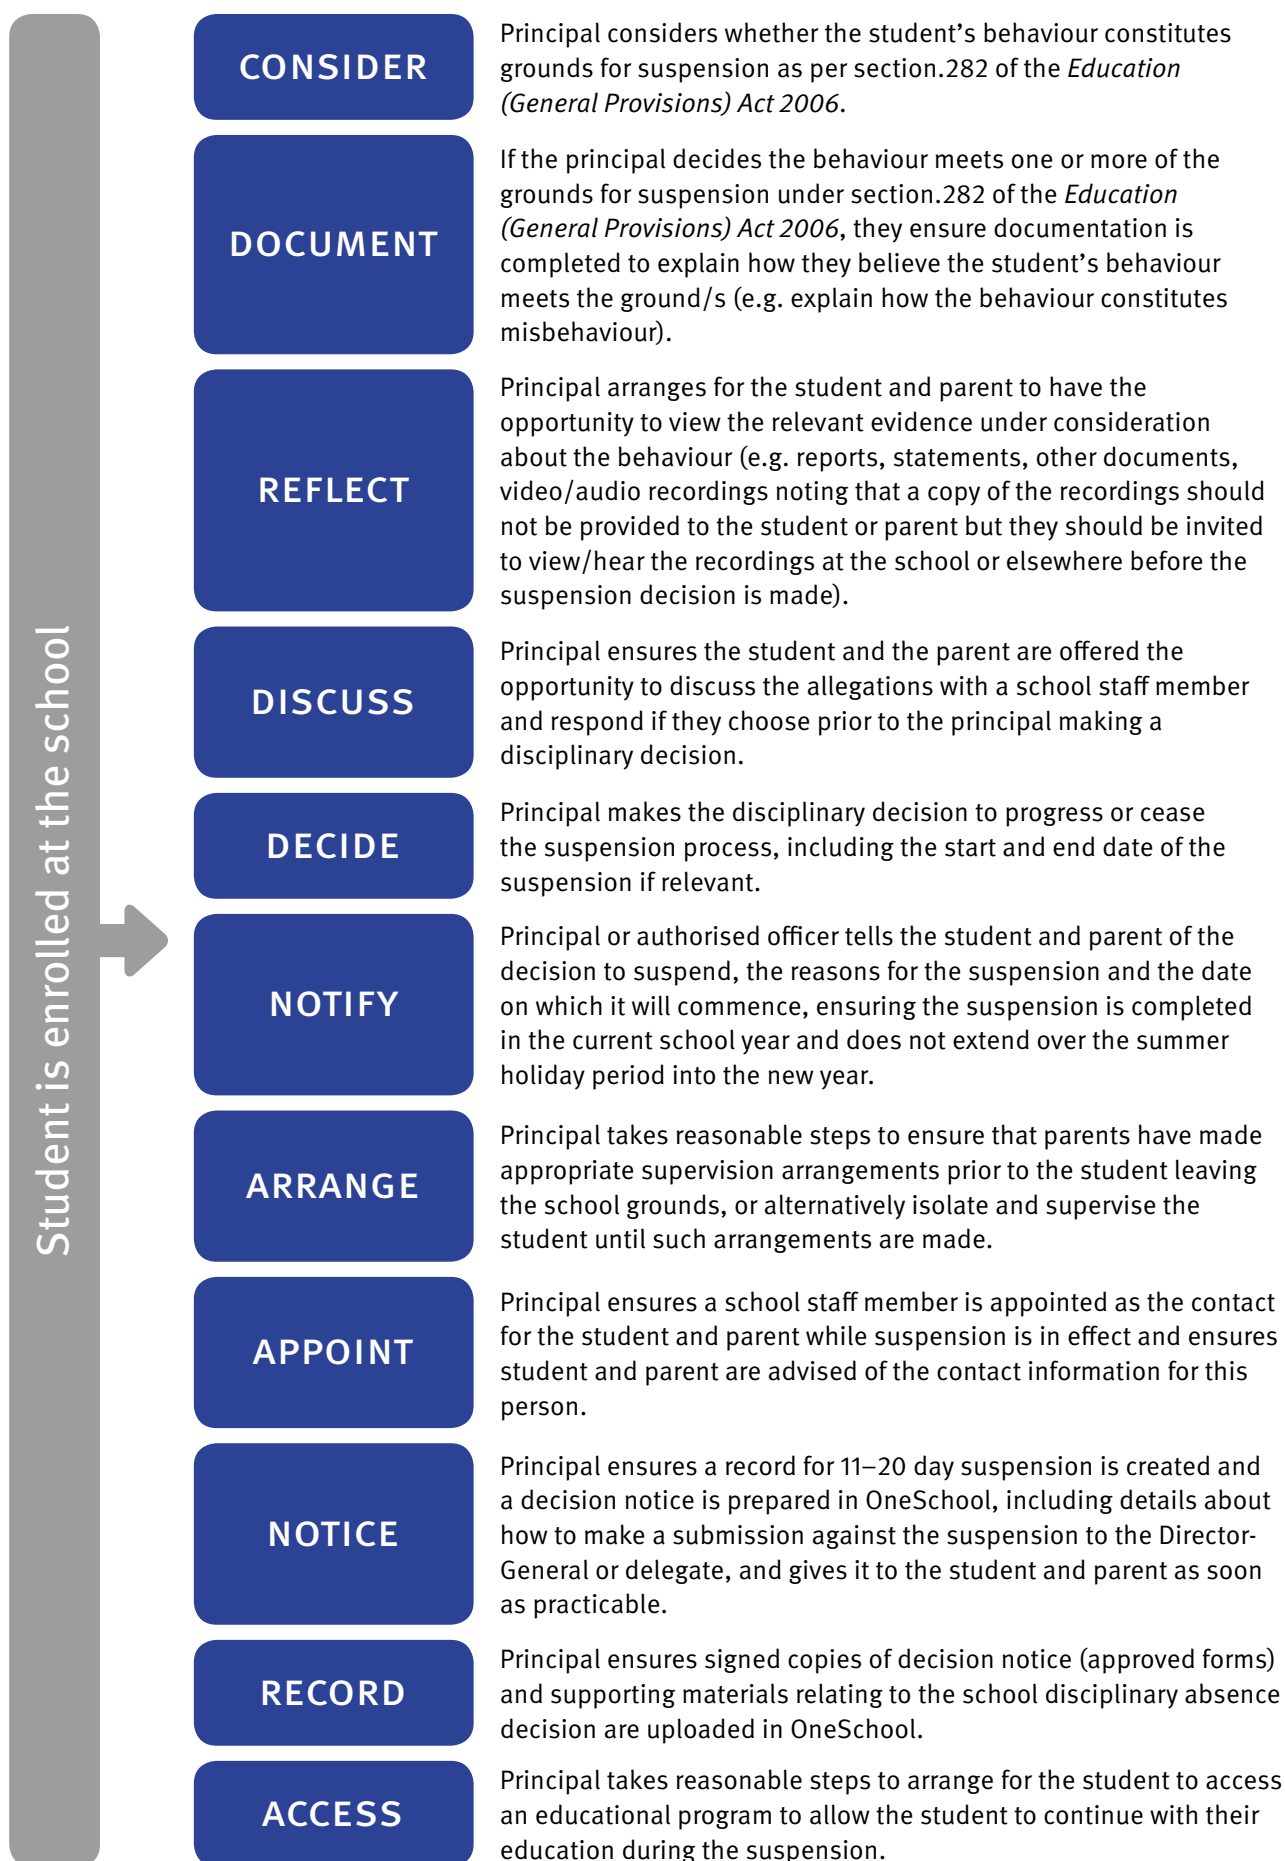 Student is enrolled at the school
CONSIDER
Principal considers whether the student’s behaviour constitutes
grounds for suspension as per section.282 of the Education
(General Provisions) Act 2006.
DOCUMENT
If the principal decides the behaviour meets one or more of the
grounds for suspension under section.282 of the Education
(General Provisions) Act 2006, they ensure documentation is
completed to explain how they believe the student’s behaviour
meets the ground/s (e.g. explain how the behaviour constitutes
misbehaviour).
REFLECT
Principal arranges for the student and parent to have the
opportunity to view the relevant evidence under consideration
about the behaviour (e.g. reports, statements, other documents,
video/audio recordings noting that a copy of the recordings should
not be provided to the student or parent but they should be invited
to view/hear the recordings at the school or elsewhere before the
suspension decision is made).
DISCUSS
Principal ensures the student and the parent are offered the
opportunity to discuss the allegations with a school staff member
and respond if they choose prior to the principal making a
disciplinary decision.
DECIDE
Principal makes the disciplinary decision to progress or cease
the suspension process, including the start and end date of the
suspension if relevant.
NOTIFY
Principal or authorised officer tells the student and parent of the
decision to suspend, the reasons for the suspension and the date
on which it will commence, ensuring the suspension is completed
in the current school year and does not extend over the summer
holiday period into the new year.
ARRANGE
Principal takes reasonable steps to ensure that parents have made
appropriate supervision arrangements prior to the student leaving
the school grounds, or alternatively isolate and supervise the
student until such arrangements are made.
APPOINT
Principal ensures a school staff member is appointed as the contact
for the student and parent while suspension is in effect and ensures
student and parent are advised of the contact information for this
person.
NOTICE
Principal ensures a record for 11–20 day suspension is created and
a decision notice is prepared in OneSchool, including details about
how to make a submission against the suspension to the Director-
General or delegate, and gives it to the student and parent as soon
as practicable.
RECORD
Principal ensures signed copies of decision notice (approved forms)
and supporting materials relating to the school disciplinary absence
decision are uploaded in OneSchool.
ACCESS
Principal takes reasonable steps to arrange for the student to access
an educational program to allow the student to continue with their
education during the suspension.